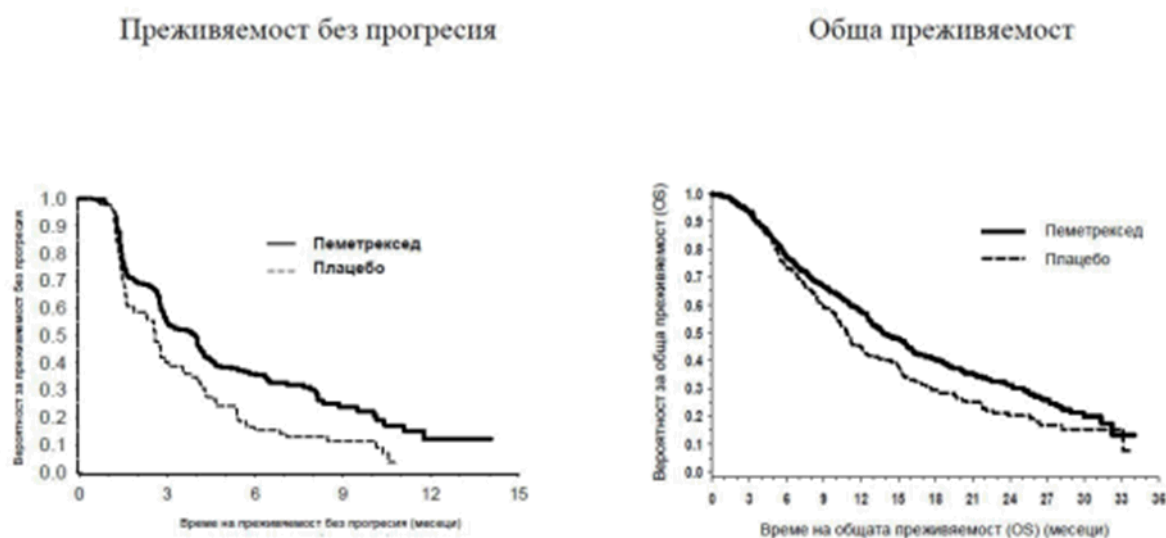 Преживяемост без прогресия
Обща преживяемост
Вероятност за преживяемост без прогресия
1.0
0.9
0.8
0.7
0.6
0.5
0.4
0.3
0.2
0.1
0.0
Пеметрексед
Плацебо
0 3 6 9 12 15
Време на преживяемост без прогресия (месеци)
Вероятност за обща преживяемост (OS)
1.0
0.9
0.8
0.7
0.6
0.5
0.4
0.3
0.2
0.1
0.0
Пеметрексед
Плацебо
0 3 6 9 12 15 18 21 24 27 30 33 36
Време на общата преживяемост (OS) (месеци)